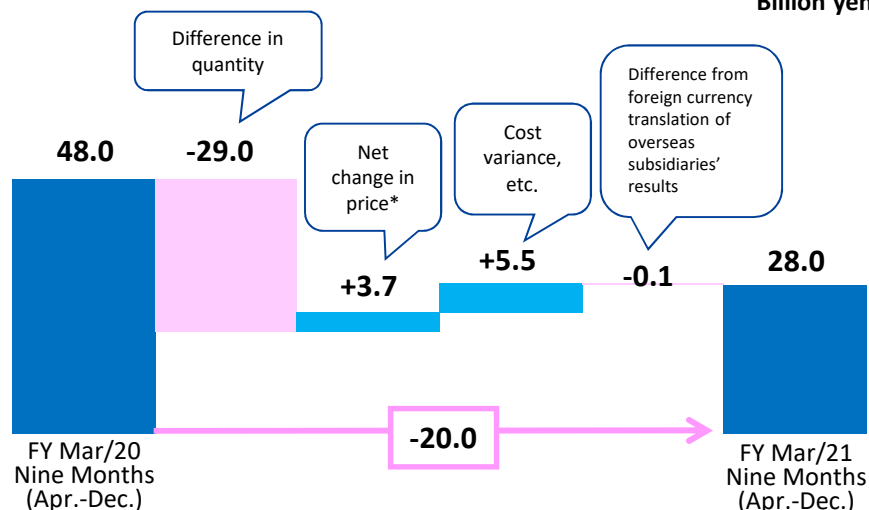 Billion yen
Difference in
quantity
Net
change in
price*
Cost
variance,
etc.
Difference from
foreign currency
translation of
overseas
subsidiaries’
results
48.0
-29.0
+3.7
+5.5
-0.1
28.0
-20.0
FY Mar/20
Nine Months
(Apr.-Dec.)
FY Mar/21
Nine Months
(Apr.-Dec.)